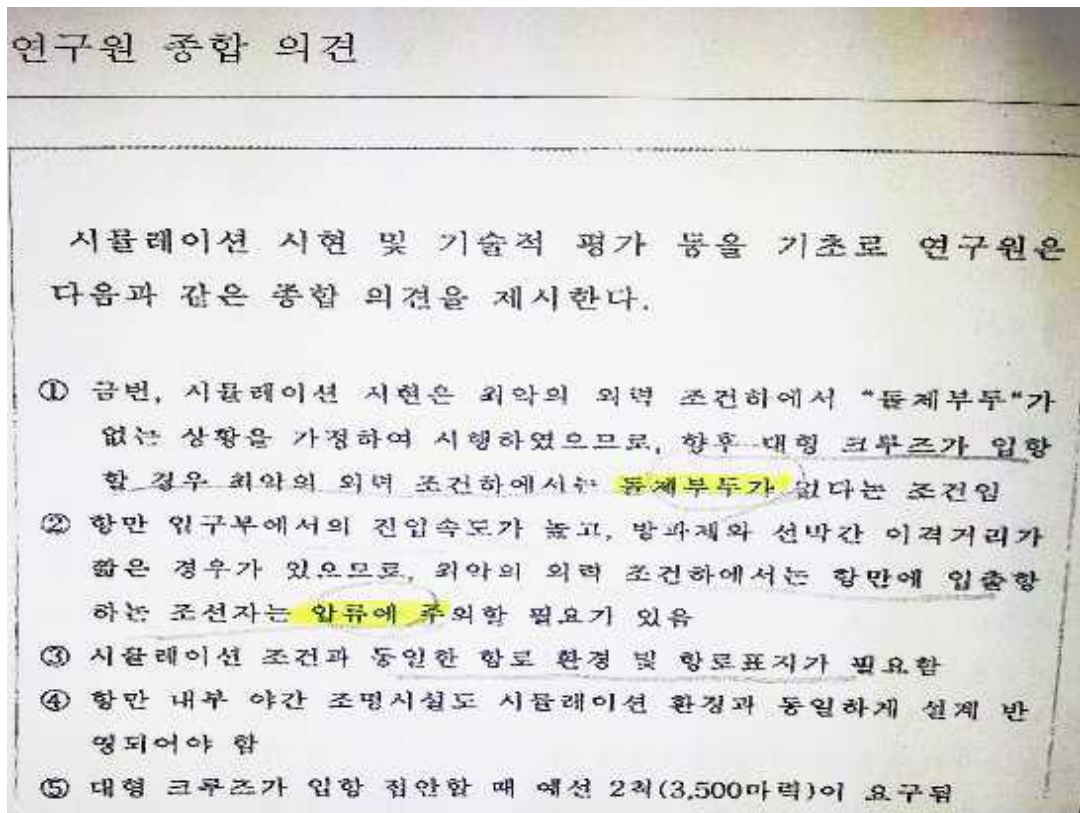 연구원 종합 의견
시뮬레이션 시현 및 기술적 평가 등을 기초로 연구원은
다음과 같은 종합 의견을 제시한다.
① 금번, 시뮬레이션 시현은 최악의 외력 조건하에서 "돌제부두"가
없는 상황을 가정하여 시행하였으므로, 향후 대형 크루즈가 입항
할 경우 최악의 외력 조건하에서는 돌제부두가 없다는 조건임
② 항만 입구부에서의 진입속도가 높고, 방파제와 선박간 이격거리가
짧은 경우가 있으므로, 최악의 외력 조건하에서는 항만에 입출항
하는 조선자는 압류에 주의할 필요가 있음
③ 시뮬레이션 조건과 동일한 항로 환경 및 항로표지가 필요함
④ 항만 내부 야간 조명시설도 시뮬레이션 환경과 동일하게 설계 반
영되어야 함
⑤ 대형 크루즈가 입항 접안할 때 예선 2척(3,500마력)이 요구됨